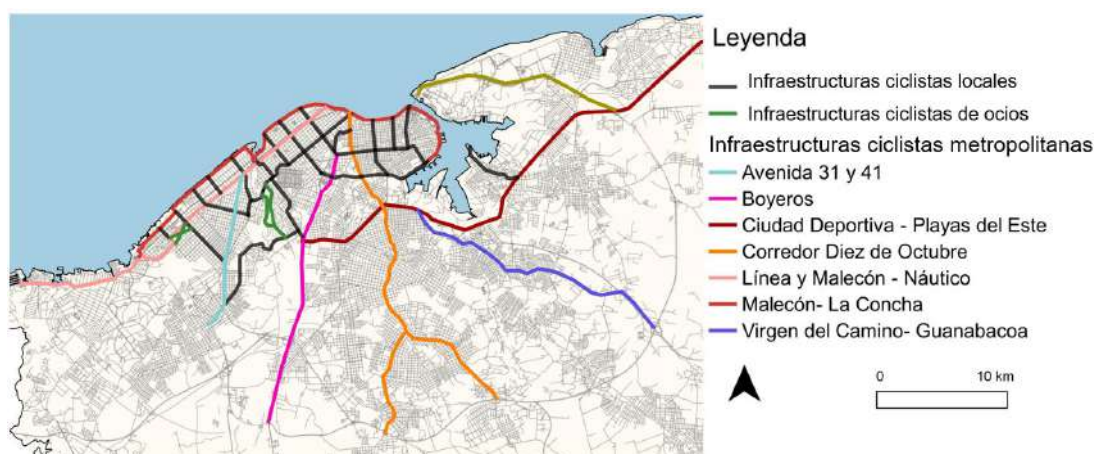 Leyenda
Infraestructuras ciclistas locales
Infraestructuras ciclistas de ocios
Infraestructuras ciclistas metropolitanas
Avenida 31 y 41
Boyeros
Ciudad Deportiva - Playas del Este
Corredor Diez de Octubre
Línea y Malecón - Náutico
Malecón- La Concha
Virgen del Camino- Guanabacoa
0 10 km